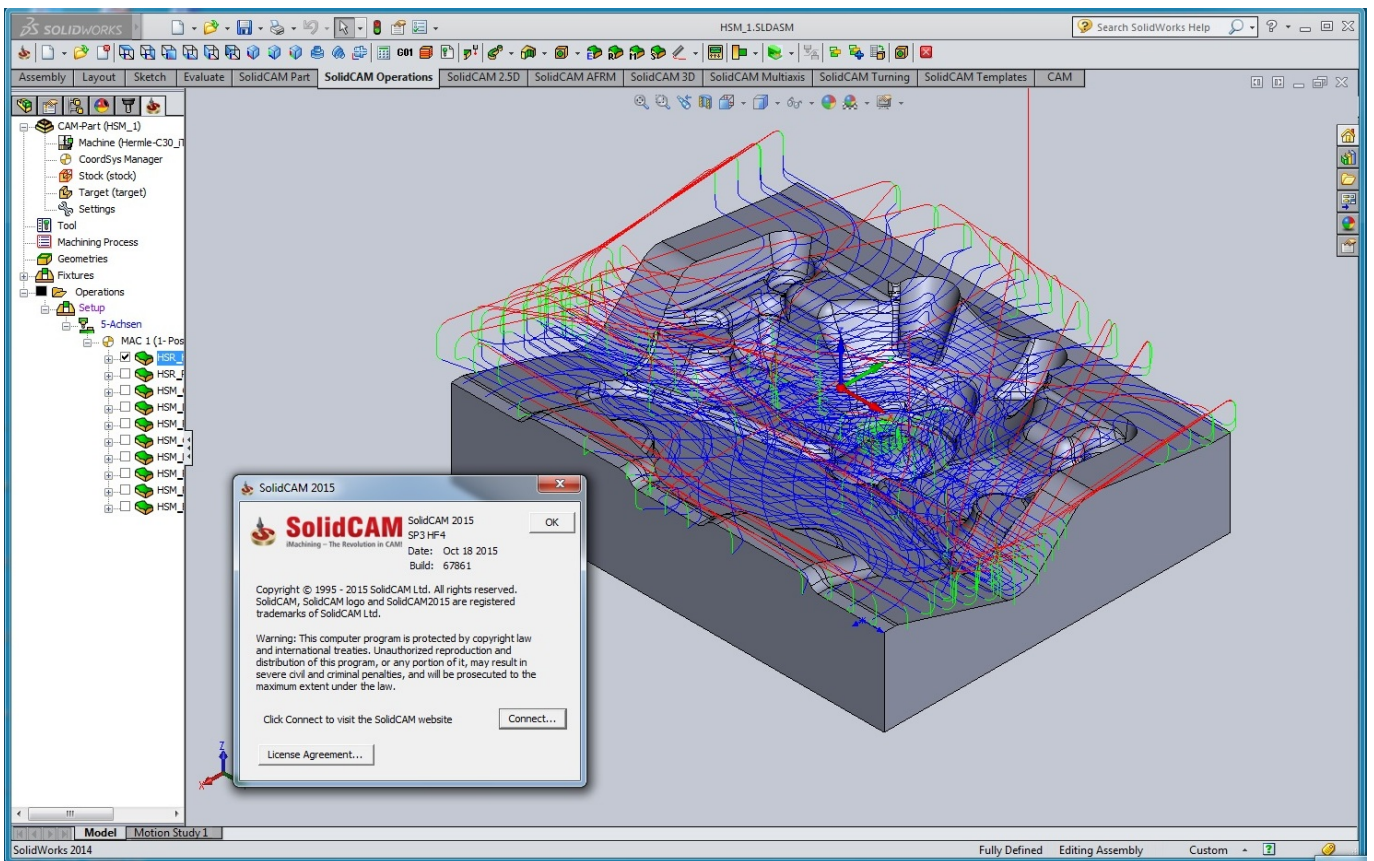 SOLIDWORKS
HSM_1.SLDASM
Search SolidWorks Help
G01
Assembly Layout Sketch Evaluate SolidCAM Part SolidCAM Operations SolidCAM 2.5D SolidCAM AFRM SolidCAM 3D SolidCAM Multiaxis SolidCAM Turning SolidCAM Templates CAM
CAM-Part (HSM_1)
Machine (Hermle-C30_iT
CoordSys Manager
Stock (stock)
Target (target)
Settings
Tool
Machining Process
Geometries
Fixtures
Operations
Setup
5-Achsen
MAC 1 (1- Pos
HSR_
HSR_
HSM_
HSM_
HSM_
HSM_
HSM_
HSM_
HSM_
HSM_
SolidCAM 2015
SolidCAM
iMachining – The Revolution in CAM!
SolidCAM 2015
SP3 HF4
Date: Oct 18 2015
Build: 67861
OK
Copyright © 1995 - 2015 SolidCAM Ltd. All rights reserved.
SolidCAM, SolidCAM logo and SolidCAM2015 are registered
trademarks of SolidCAM Ltd.
Warning: This computer program is protected by copyright law
and international treaties. Unauthorized reproduction and
distribution of this program, or any portion of it, may result in
severe civil and criminal penalties, and will be prosecuted to the
maximum extent under the law.
Click Connect to visit the SolidCAM website
Connect...
License Agreement...
Z
X
Model Motion Study 1
SolidWorks 2014
Fully Defined Editing Assembly Custom